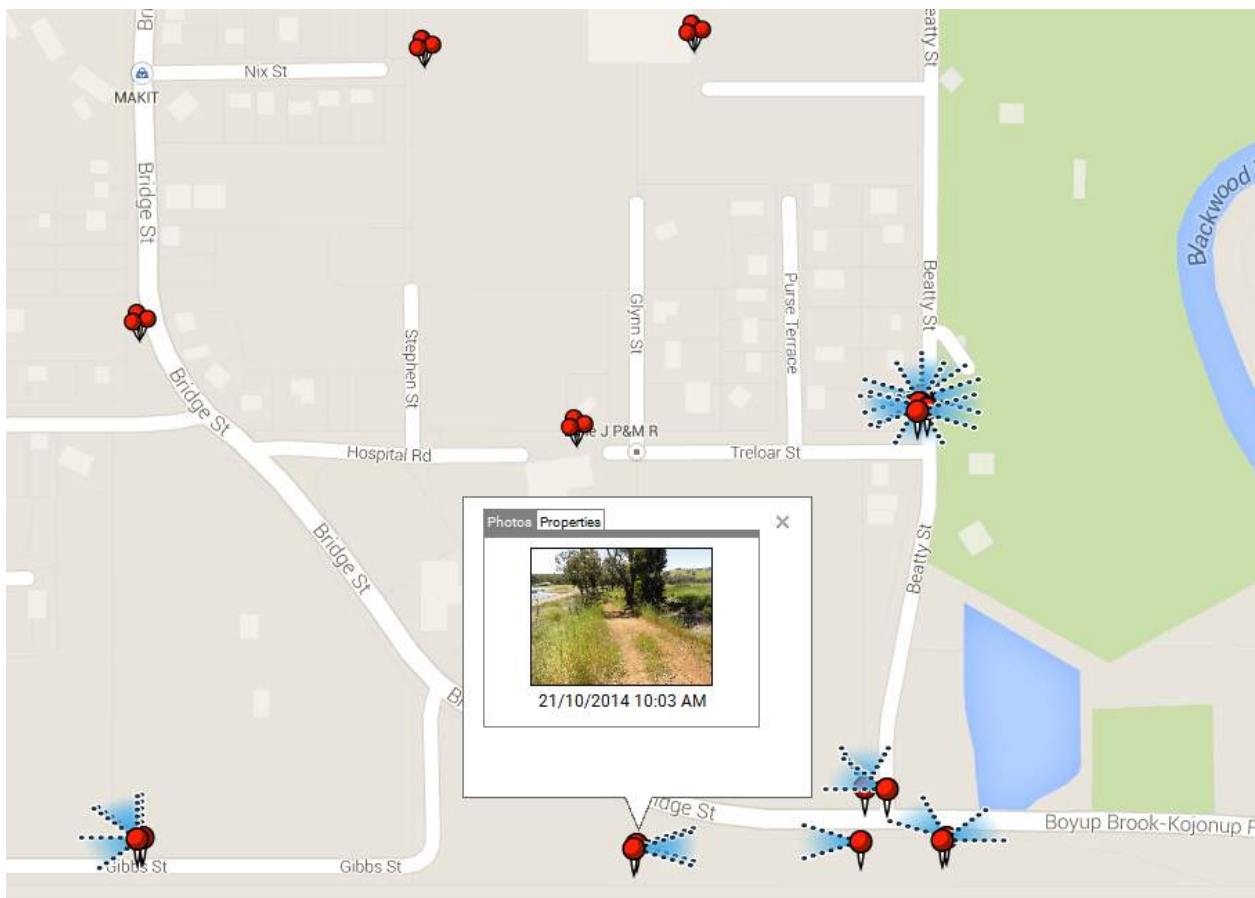 Nix St
MAKIT
Beatty St
Bridge St
Blackwood
Beatty St
Glynn St
Purse Terrace
Stephen St
Bridge St
J P&M R
Hospital Rd
Treloar St
Photos Properties
×
Bridge St
Beatty St
21/10/2014 10:03 AM
Boyup Brook-Kojonup
Gibbs St
Gibbs St